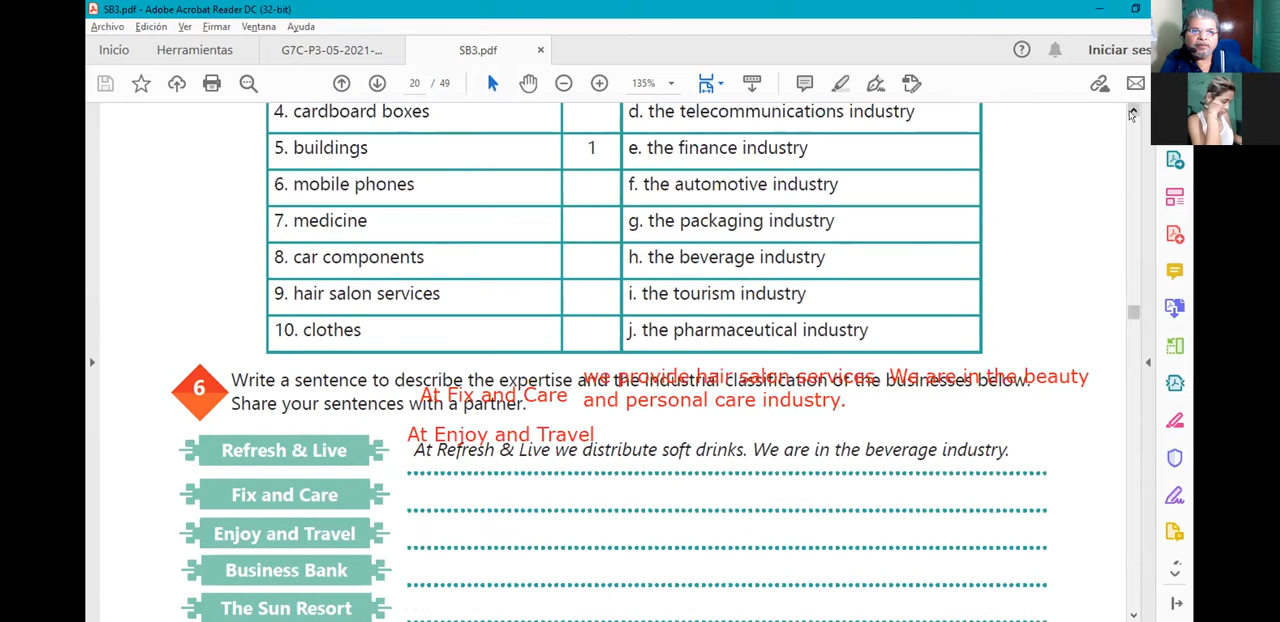 SB3.pdf - Adobe Acrobat Reader DC (32-bit)
Archivo Edición Ver Firmar Ventana Ayuda
Inicio Herramientas G7C-P3-05-2021-... SB3.pdf × Iniciar ses
20 / 49 135%
4. cardboard boxes d. the telecommunications industry
5. buildings 1 e. the finance industry
6. mobile phones f. the automotive industry
7. medicine g. the packaging industry
8. car components h. the beverage industry
9. hair salon services i. the tourism industry
10. clothes j. the pharmaceutical industry
6 Write a sentence to describe the expertise and the industrial classification of the businesses below.
Share your sentences with a partner.
At Fix and Care we provide hair salon services. We are in the beauty
and personal care industry.
At Enjoy and Travel
Refresh & Live At Refresh & Live we distribute soft drinks. We are in the beverage industry.
Fix and Care
Enjoy and Travel
Business Bank
The Sun Resort